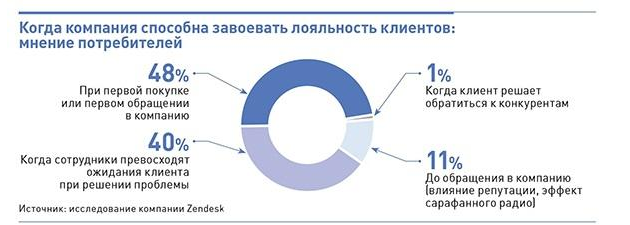 Когда компания способна завоевать лояльность клиентов:
мнение потребителей
48%
При первой покупке
или первом обращении
в компанию
1%
Когда клиент решает
обратиться к конкурентам
40%
Когда сотрудники превосходят
ожидания клиента
при решении проблемы
11%
До обращения в компанию
(влияние репутации, эффект
сарафанного радио)
Источник: исследование компании Zendesk